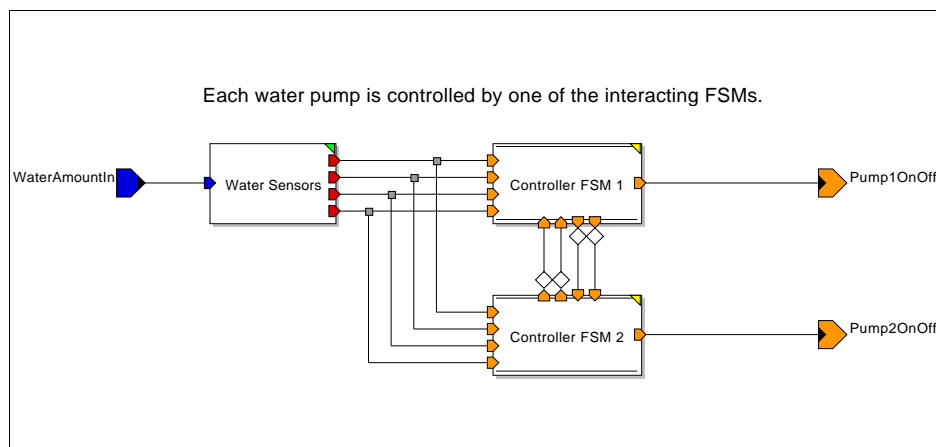 Each water pump is controlled by one of the interacting FSMs.
WaterAmountIn
Water Sensors
Controller FSM 1
Pump1OnOff
Controller FSM 2
Pump2OnOff